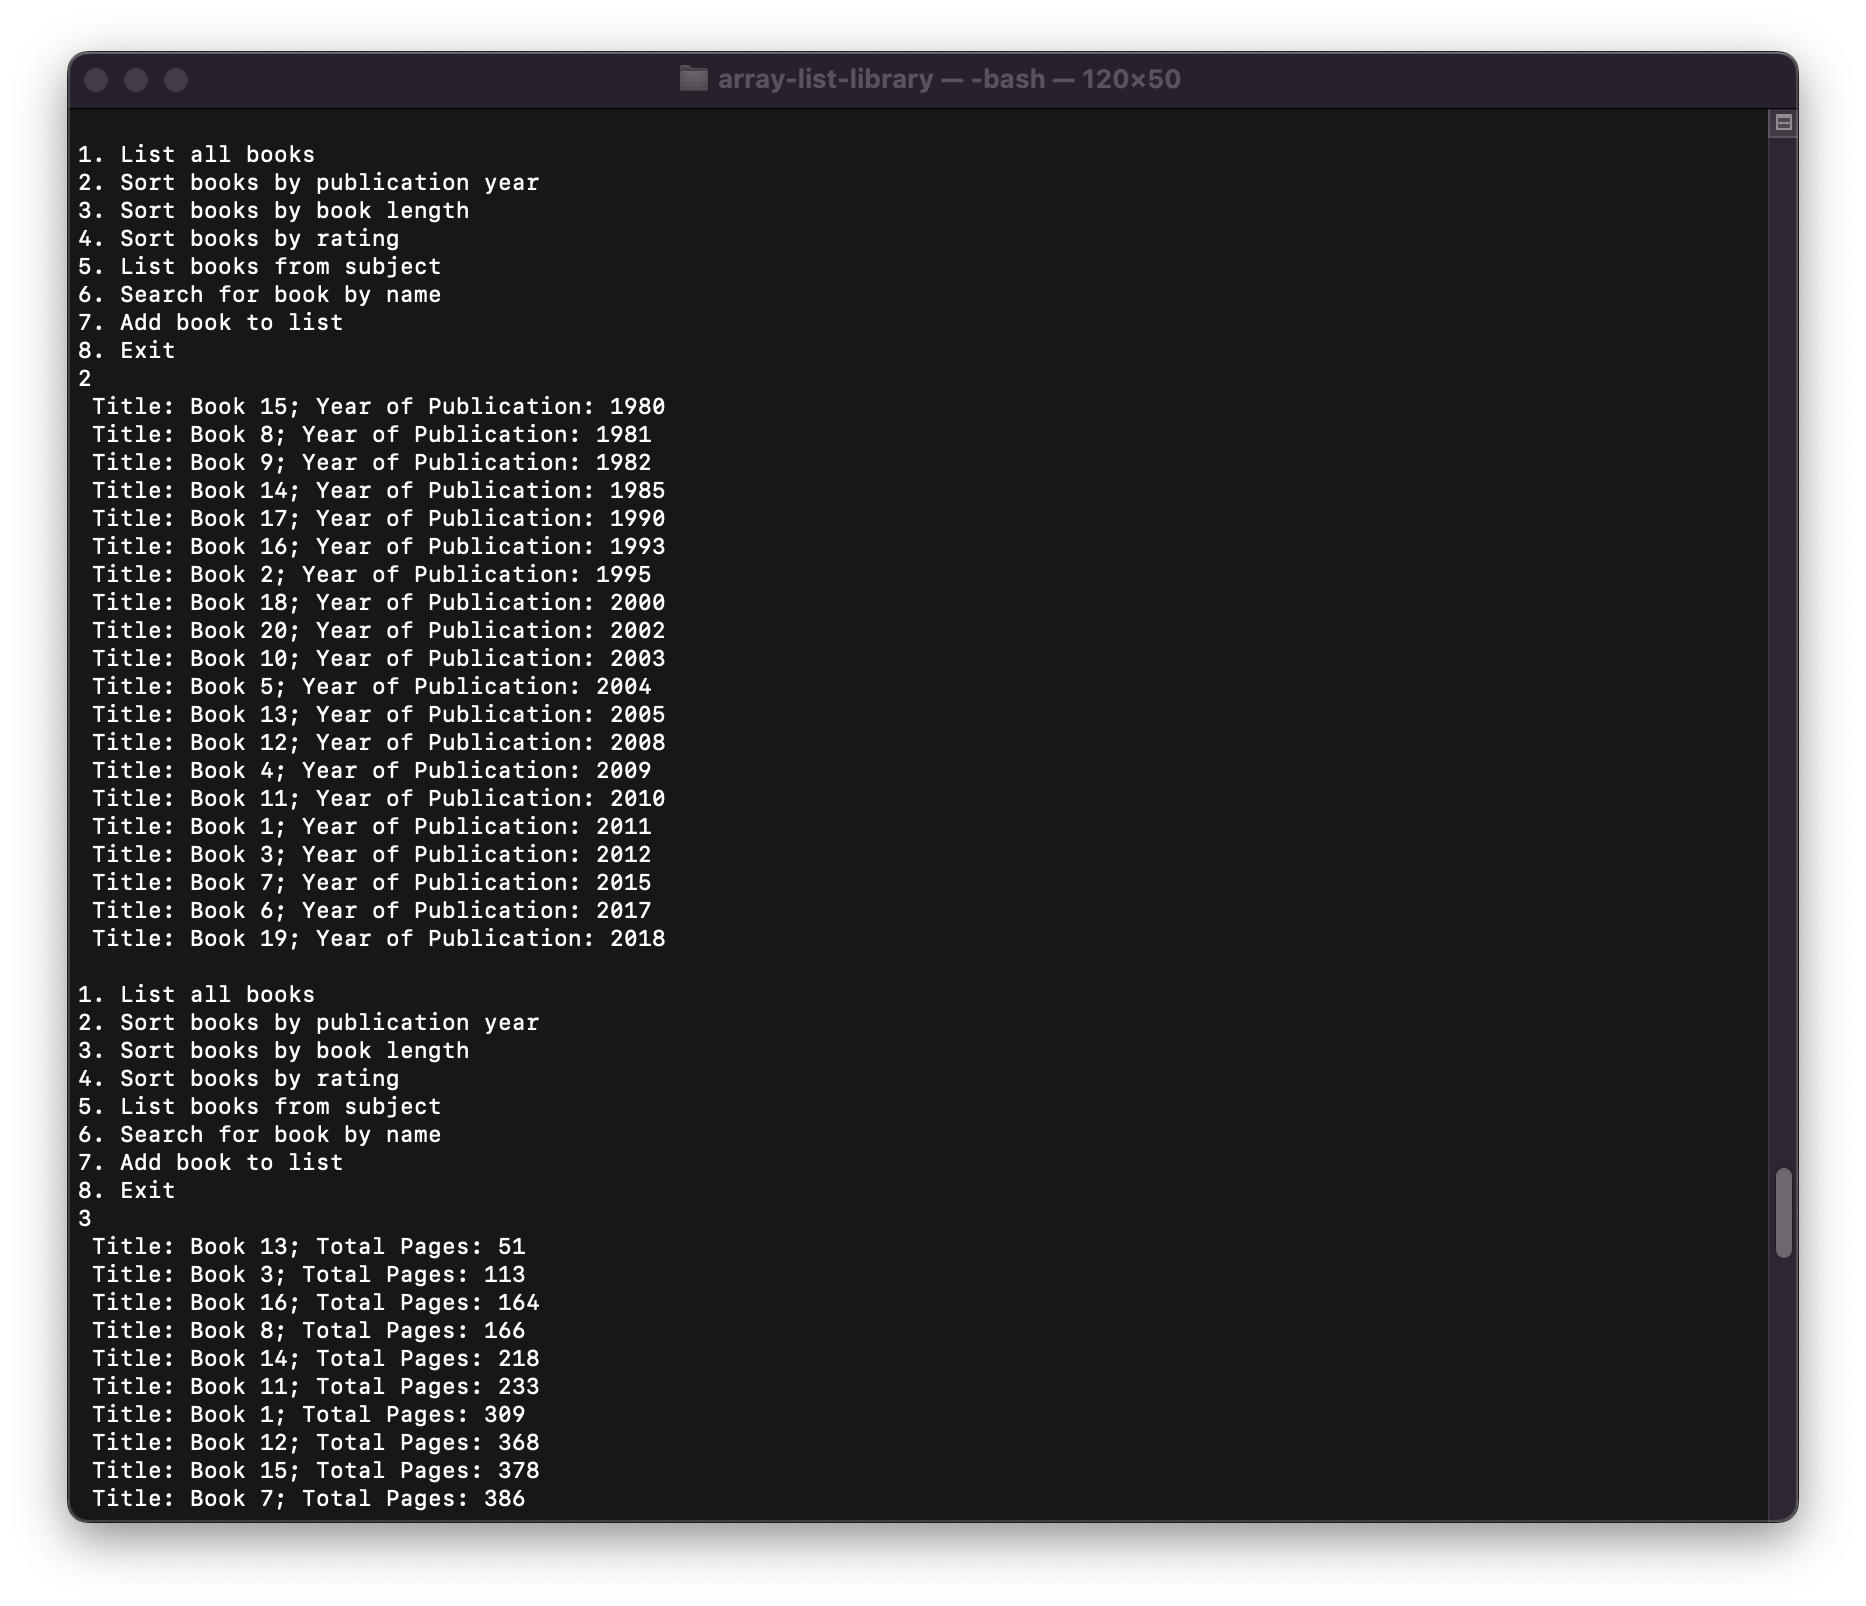 array-list-library — -bash — 120×50
1. List all books
2. Sort books by publication year
3. Sort books by book length
4. Sort books by rating
5. List books from subject
6. Search for book by name
7. Add book to list
8. Exit
2
Title: Book 15; Year of Publication: 1980
Title: Book 8; Year of Publication: 1981
Title: Book 9; Year of Publication: 1982
Title: Book 14; Year of Publication: 1985
Title: Book 17; Year of Publication: 1990
Title: Book 16; Year of Publication: 1993
Title: Book 2; Year of Publication: 1995
Title: Book 18; Year of Publication: 2000
Title: Book 20; Year of Publication: 2002
Title: Book 10; Year of Publication: 2003
Title: Book 5; Year of Publication: 2004
Title: Book 13; Year of Publication: 2005
Title: Book 12; Year of Publication: 2008
Title: Book 4; Year of Publication: 2009
Title: Book 11; Year of Publication: 2010
Title: Book 1; Year of Publication: 2011
Title: Book 3; Year of Publication: 2012
Title: Book 7; Year of Publication: 2015
Title: Book 6; Year of Publication: 2017
Title: Book 19; Year of Publication: 2018
1. List all books
2. Sort books by publication year
3. Sort books by book length
4. Sort books by rating
5. List books from subject
6. Search for book by name
7. Add book to list
8. Exit
3
Title: Book 13; Total Pages: 51
Title: Book 3; Total Pages: 113
Title: Book 16; Total Pages: 164
Title: Book 8; Total Pages: 166
Title: Book 14; Total Pages: 218
Title: Book 11; Total Pages: 233
Title: Book 1; Total Pages: 309
Title: Book 12; Total Pages: 368
Title: Book 15; Total Pages: 378
Title: Book 7; Total Pages: 386